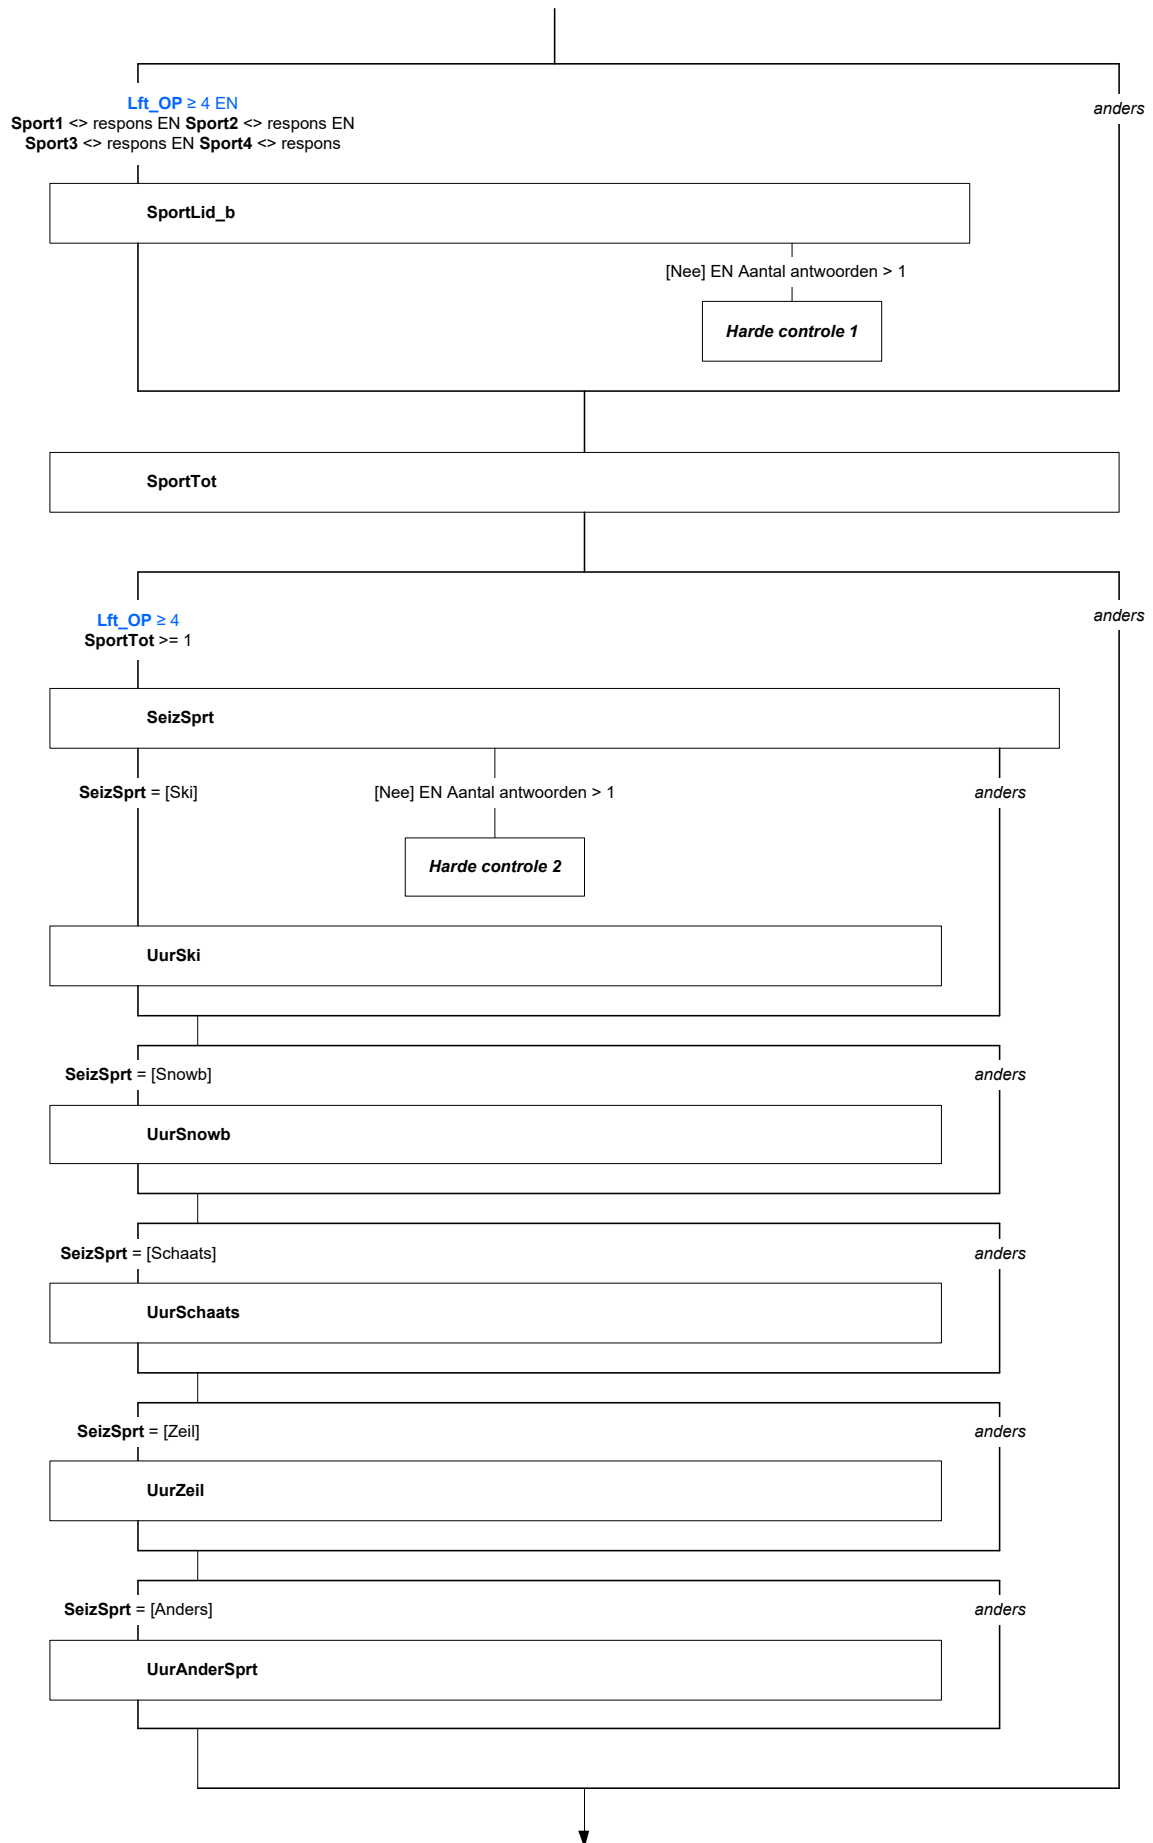 Lft_OP ≥ 4 EN
anders
Sport1 <> respons EN Sport2 <> respons EN
Sport3 <> respons EN Sport4 <> respons
SportLid_b
[Nee] EN Aantal antwoorden > 1
Harde controle 1
SportTot
Lft_OP ≥ 4
anders
SportTot >= 1
SeizSprt
SeizSprt = [Ski]
[Nee] EN Aantal antwoorden > 1
anders
Harde controle 2
UurSki
SeizSprt = [Snowb]
anders
UurSnowb
SeizSprt = [Schaats]
anders
UurSchaats
SeizSprt = [Zeil]
anders
UurZeil
SeizSprt = [Anders]
anders
UurAnderSprt